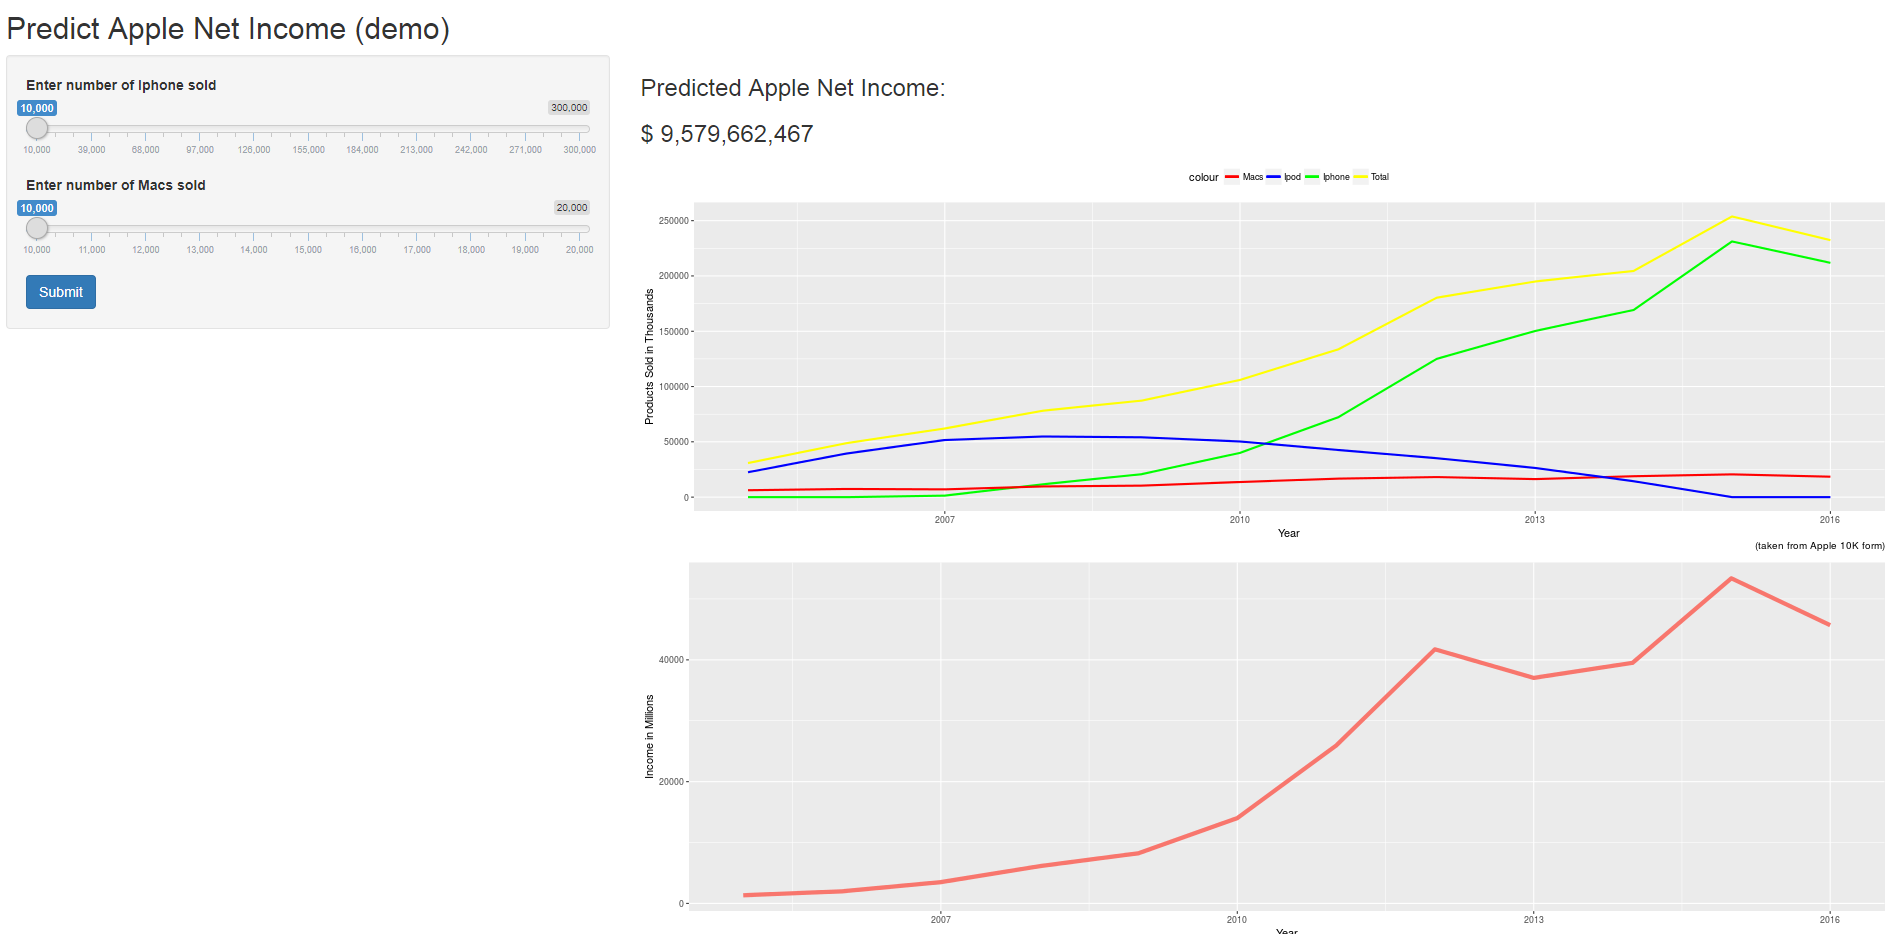 Predict Apple Net Income (demo)
Enter number of Iphone sold
10,000 300,000
10,000 39,000 68,000 97,000 126,000 155,000 184,000 213,000 242,000 271,000 300,000
Enter number of Macs sold
10,000 20,000
10,000 11,000 12,000 13,000 14,000 15,000 16,000 17,000 18,000 19,000 20,000
Submit
Predicted Apple Net Income:
$ 9,579,662,467
colour Macs Ipod Iphone Total
Products Sold in Thousands
250000
200000
150000
100000
50000
0
2007 2010 2013 2016
Year
(taken from Apple 10K form)
Income in Millions
40000
20000
0
2007 2010 2013 2016
Year